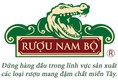 RƯỢU NAM BỘ
®
Đứng hàng đầu trong lĩnh vực sản xuất
các loại rượu mang đậm chất miền Tây.